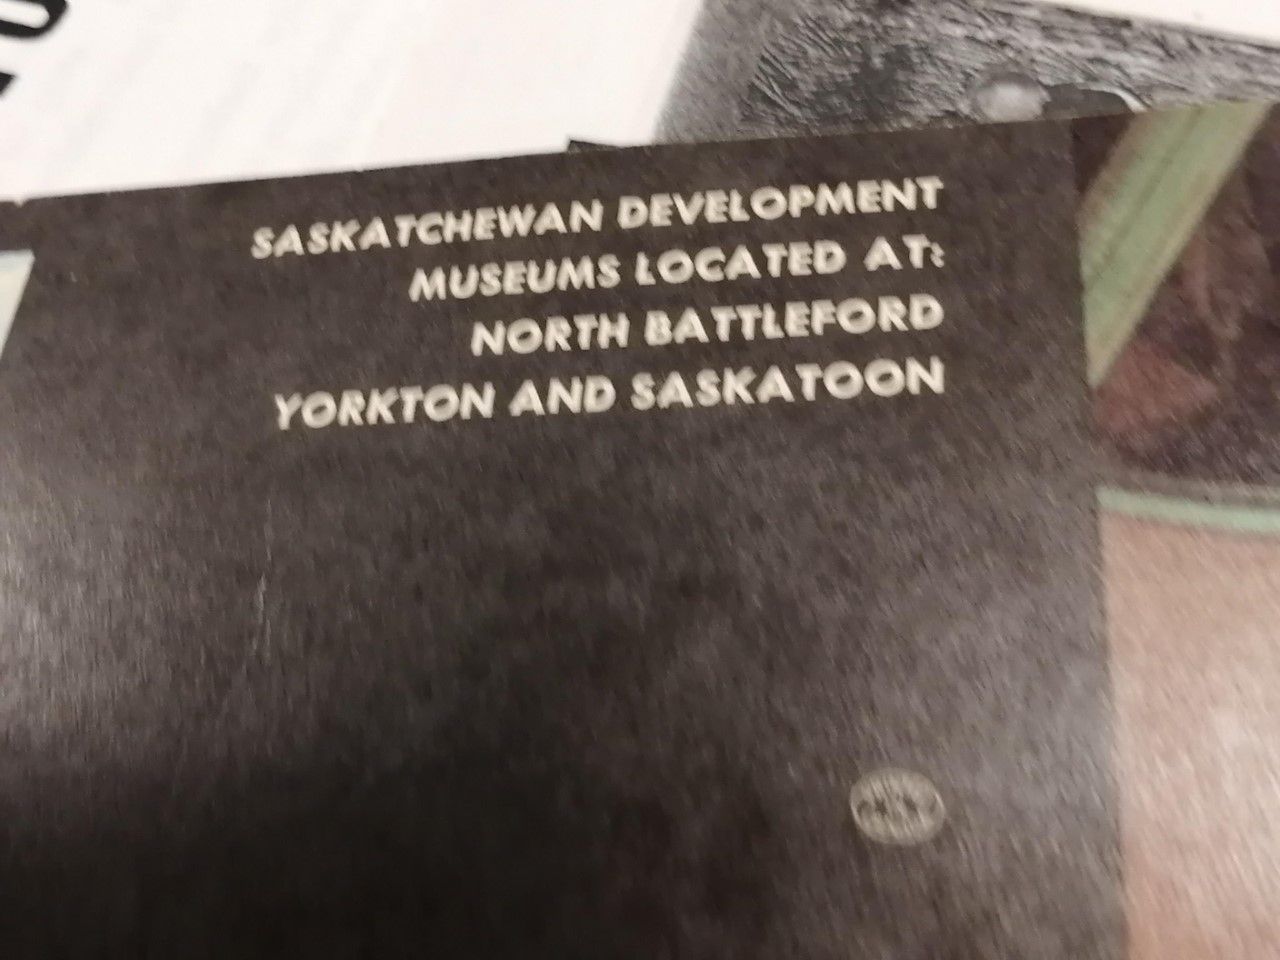 SASKATCHEWAN DEVELOPMENT
MUSEUMS LOCATED AT:
NORTH BATTLEFORD
YORKTON AND SASKATOON